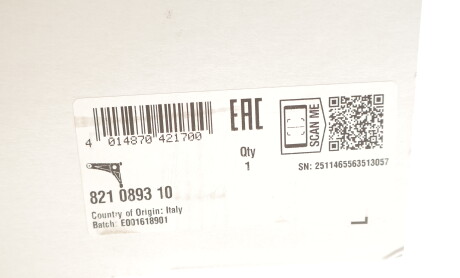 4 014870 421700
EAC
SCAN ME
Qty
1
SN: 2511465563513057
821 0893 10
Country of Origin: Italy
Batch: E001618901
L